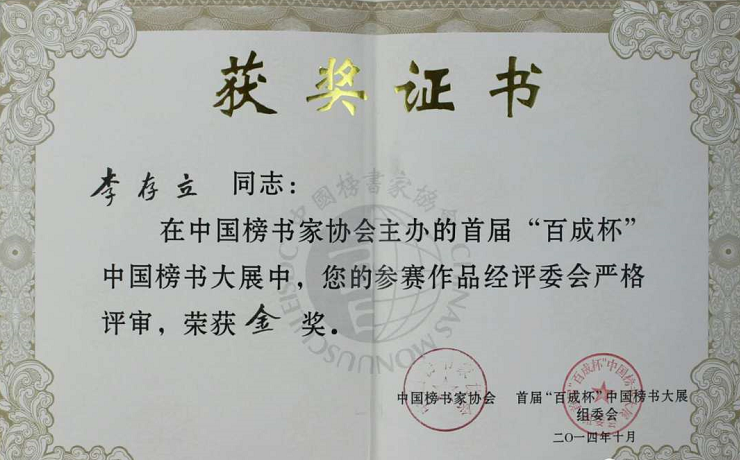 获奖证书
李存立 同志：
在中国榜书家协会主办的首届“百成杯”
中国榜书大展中，您的参赛作品经评委会严格
评审，荣获金 奖．
中国榜书家协会
首届“百成杯”中国榜书大展
组委会
二〇一四年十月